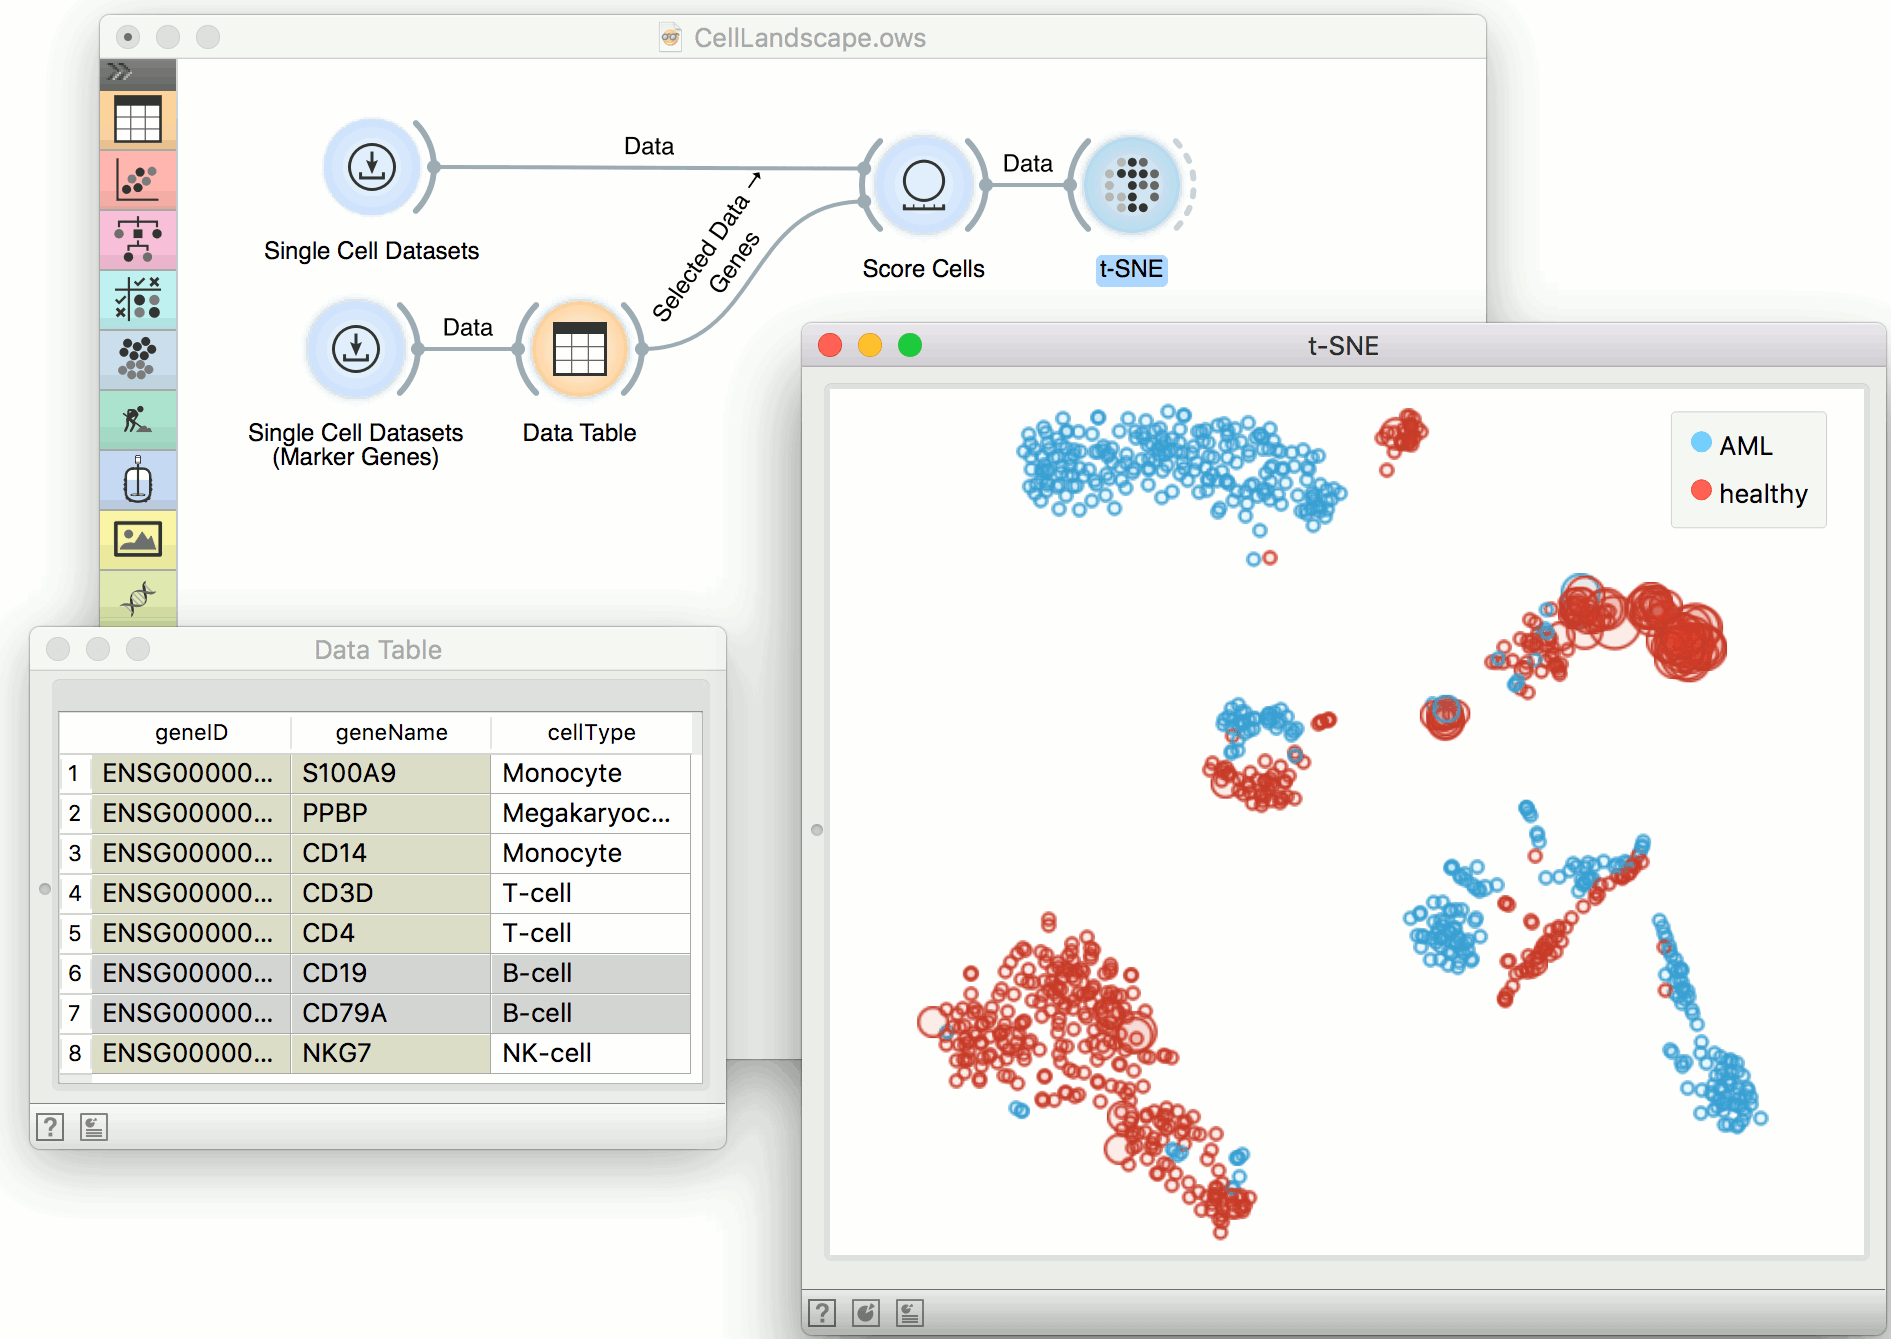 CellLandscape.ows
Data
Data
Selected Data →
Genes
Single Cell Datasets
Score Cells
t-SNE
Data
Single Cell Datasets
(Marker Genes)
Data Table
t-SNE
AML
healthy
Data Table
geneID geneName cellType
1 ENSG00000... S100A9 Monocyte
2 ENSG00000... PPBP Megakaryoc...
3 ENSG00000... CD14 Monocyte
4 ENSG00000... CD3D T-cell
5 ENSG00000... CD4 T-cell
6 ENSG00000... CD19 B-cell
7 ENSG00000... CD79A B-cell
8 ENSG00000... NKG7 NK-cell
?
?